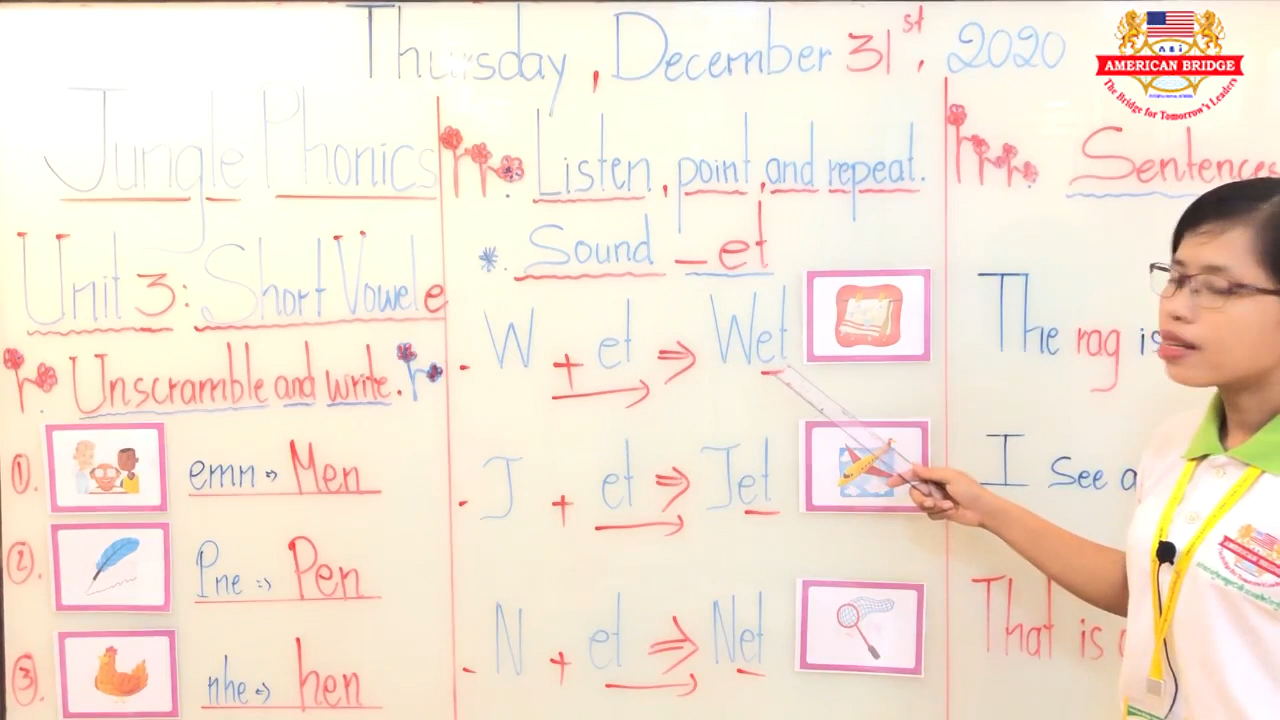 Thursday, December 31st, 2020
AMERICAN BRIDGE
The Bridge for Tomorrow's Leaders
Jungle Phonics
Unit 3: Short Vowel e
Unscramble and write.
1. emn => Men
2. Pne => Pen
3. nhe => hen
Listen, point, and repeat.
* Sound _et
- W + et => Wet
- J + et => Jet
- N + et => Net
Sentences
The rag is
I see a
That is